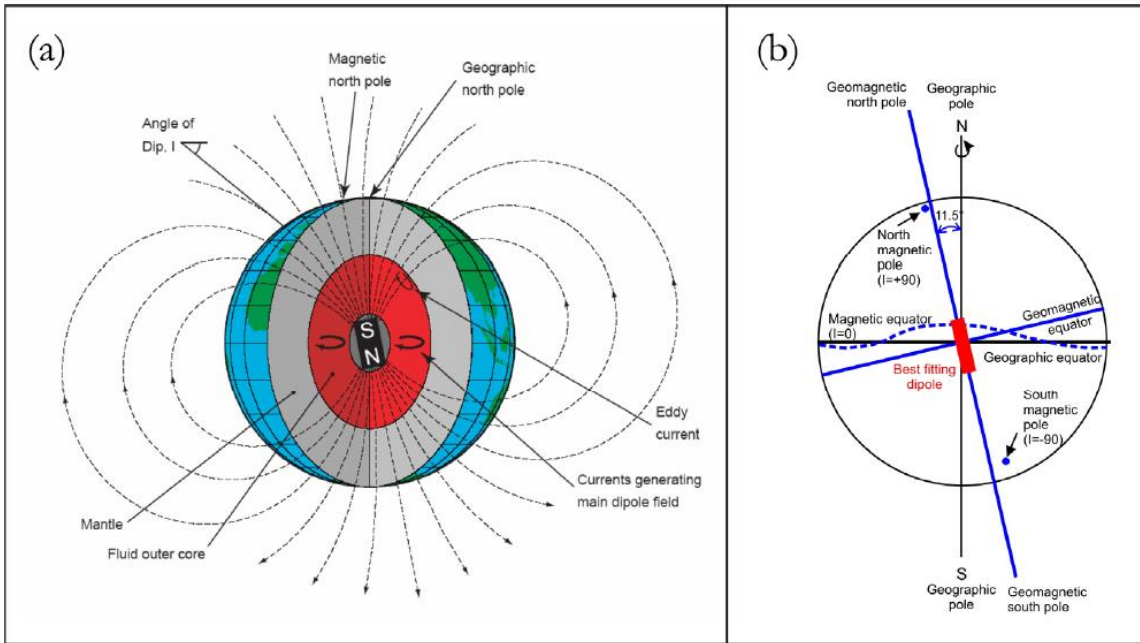 (a)
Magnetic
north pole
Geographic
north pole
Angle of
Dip, I
S
N
Eddy
current
Currents generating
main dipole field
Mantle
Fluid outer core
(b)
Geomagnetic
north pole
Geographic
pole
N
11.5°
North
magnetic
pole
(I=+90)
Magnetic equator
(I=0)
Geomagnetic
equator
Geographic equator
Best fitting
dipole
South
magnetic
pole
(I=-90)
S
Geographic
pole
Geomagnetic
south pole